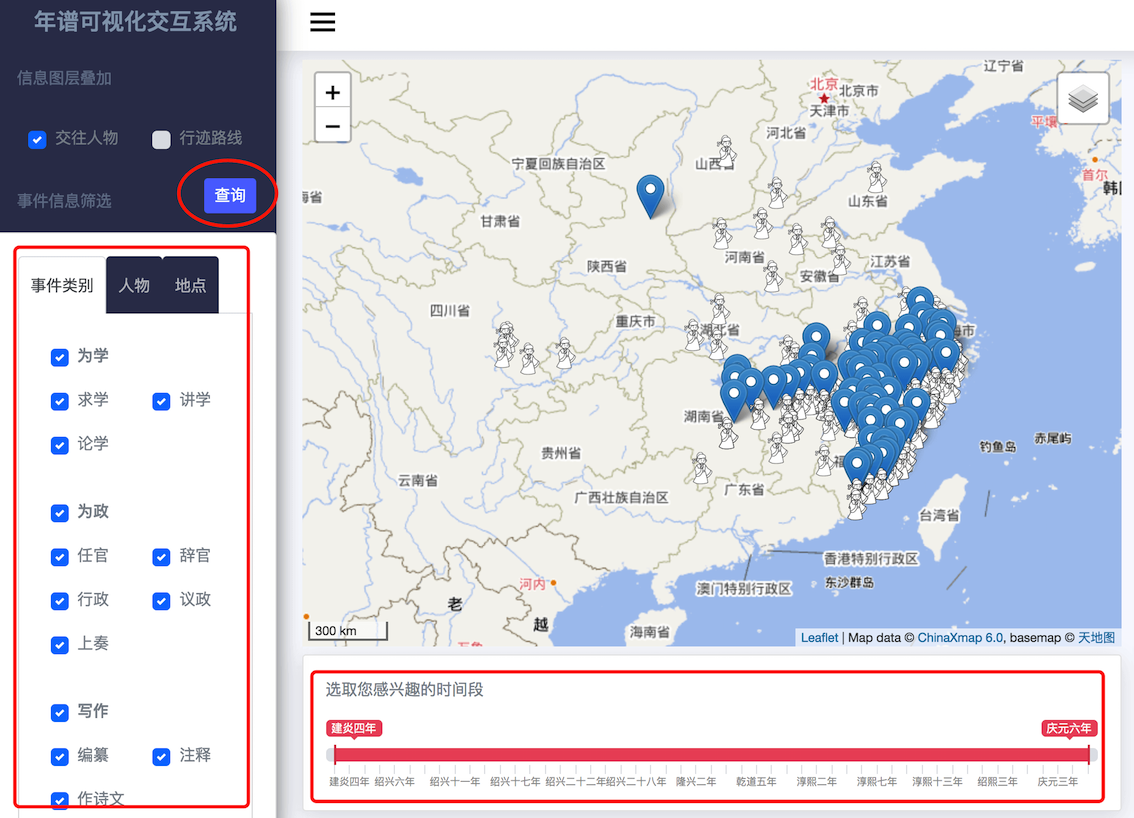 年谱可视化交互系统
信息图层叠加
交往人物
行迹路线
事件信息筛选
查询
事件类别
人物
地点
为学
求学
讲学
论学
为政
任官
辞官
行政
议政
上奏
写作
编纂
注释
作诗文
+
−
辽宁省
北京
北京市
天津市
平壤
河北省
宁夏回族自治区
山西省
首尔
韩国
山东省
甘肃省
河南省
江苏省
陕西省
安徽省
四川省
重庆市
湖北省
湖南省
钓鱼岛
赤尾屿
贵州省
云南省
广东省
广西壮族自治区
台湾省
香港特别行政区
河内
澳门特别行政区
东沙群岛
老
越
300 km
海南省
Leaflet | Map data © ChinaXmap 6.0, basemap © 天地图
选取您感兴趣的时间段
建炎四年
庆元六年
建炎四年 绍兴六年 绍兴十一年 绍兴十七年 绍兴二十二年 绍兴二十八年 隆兴二年 乾道五年 淳熙二年 淳熙七年 淳熙十三年 绍熙三年 庆元三年